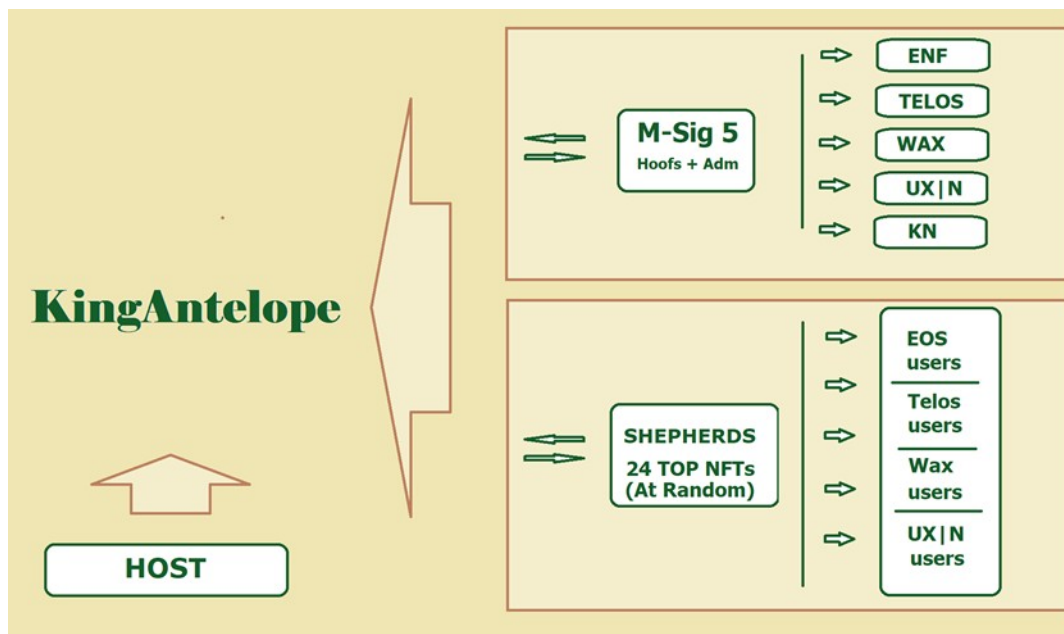 KingAntelope
HOST
M-Sig 5
Hoofs + Adm
ENF
TELOS
WAX
UX|N
KN
SHEPHERDS
24 TOP NFTs
(At Random)
EOS
users
Telos
users
Wax
users
UX|N
users